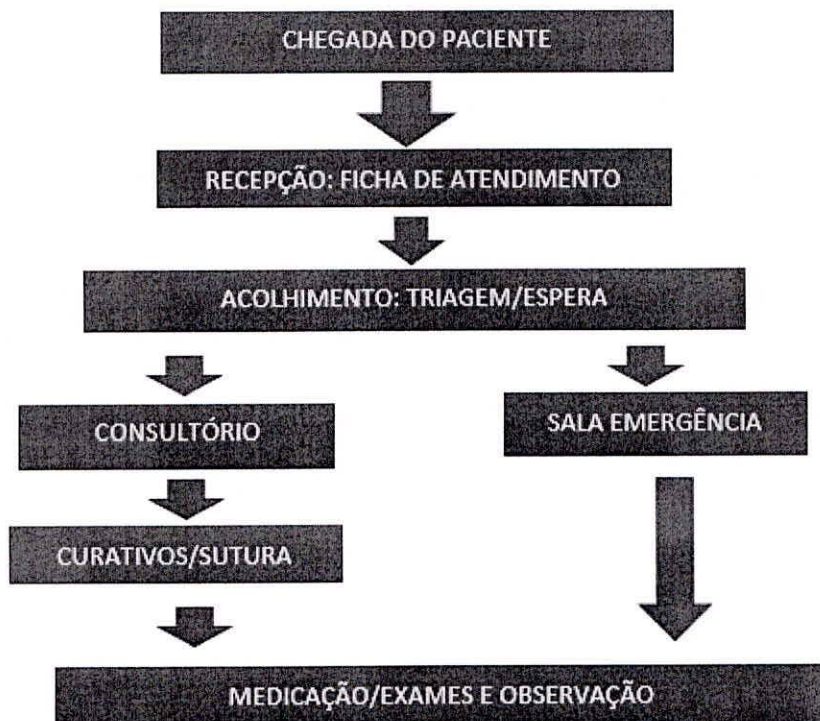 CHEGADA DO PACIENTE
RECEPÇÃO: FICHA DE ATENDIMENTO
ACOLHIMENTO: TRIAGEM/ESPERA
CONSULTÓRIO
SALA EMERGÊNCIA
CURATIVOS/SUTURA
MEDICAÇÃO/EXAMES E OBSERVAÇÃO